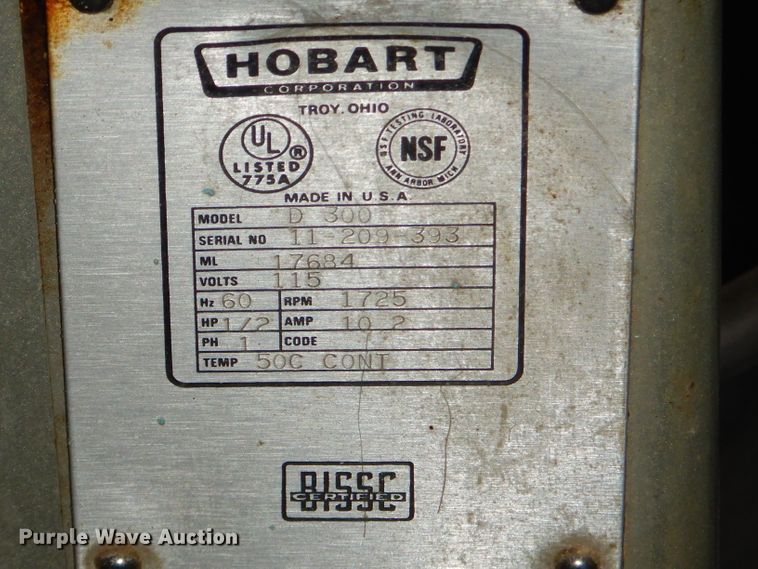 HOBART
CORPORATION
TROY, OHIO
UL ® LISTED 775A
NSF TESTING LABORATORY NSF ANN ARBOR MICH
MADE IN U.S.A.
MODEL D 300
SERIAL NO 11 209 393
ML 17684
VOLTS 115
Hz 60 RPM 1725
HP 1/2 AMP 10.2
PH 1 CODE
TEMP 50C CONT
BISSC
CERTIFIED
Purple Wave Auction